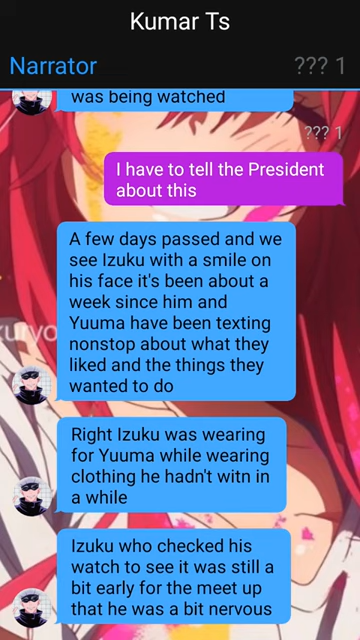 Kumar Ts
Narrator
??? 1
was being watched
??? 1
I have to tell the President
about this
A few days passed and we
see Izuku with a smile on
his face it's been about a
week since him and
Yuuma have been texting
nonstop about what they
liked and the things they
wanted to do
Right Izuku was wearing
for Yuuma while wearing
clothing he hadn't witn in
a while
Izuku who checked his
watch to see it was still a
bit early for the meet up
that he was a bit nervous